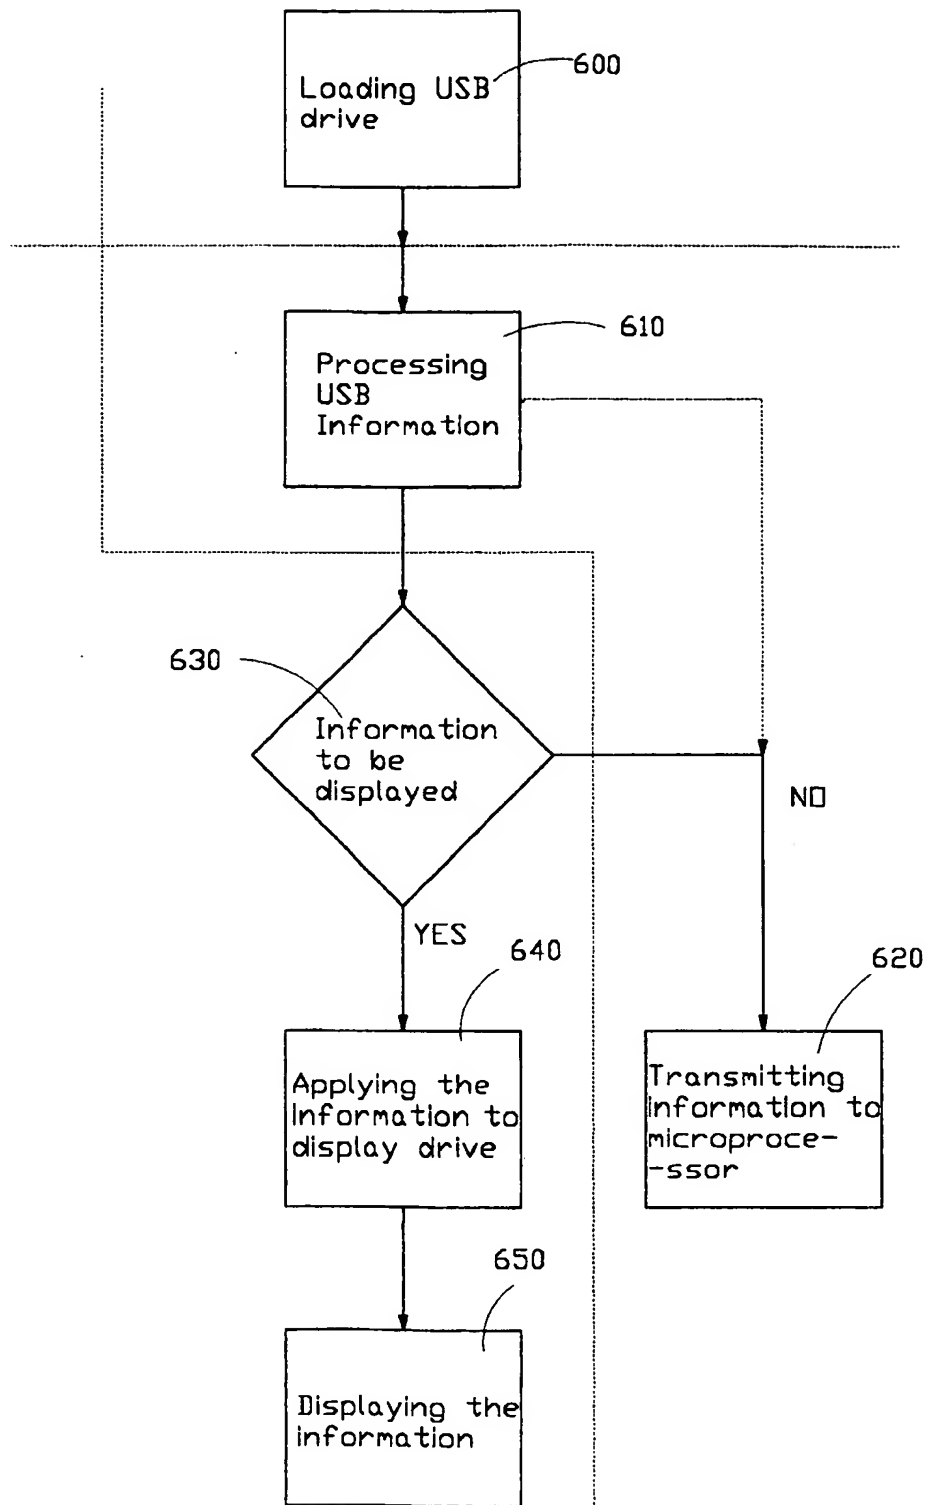 600
Loading USB
drive
610
Processing
USB
Information
630
Information
to be
displayed
NO
YES
640
620
Applying the
information to
display drive
Transmitting
information to
microproce-
-ssor
650
Displaying the
information